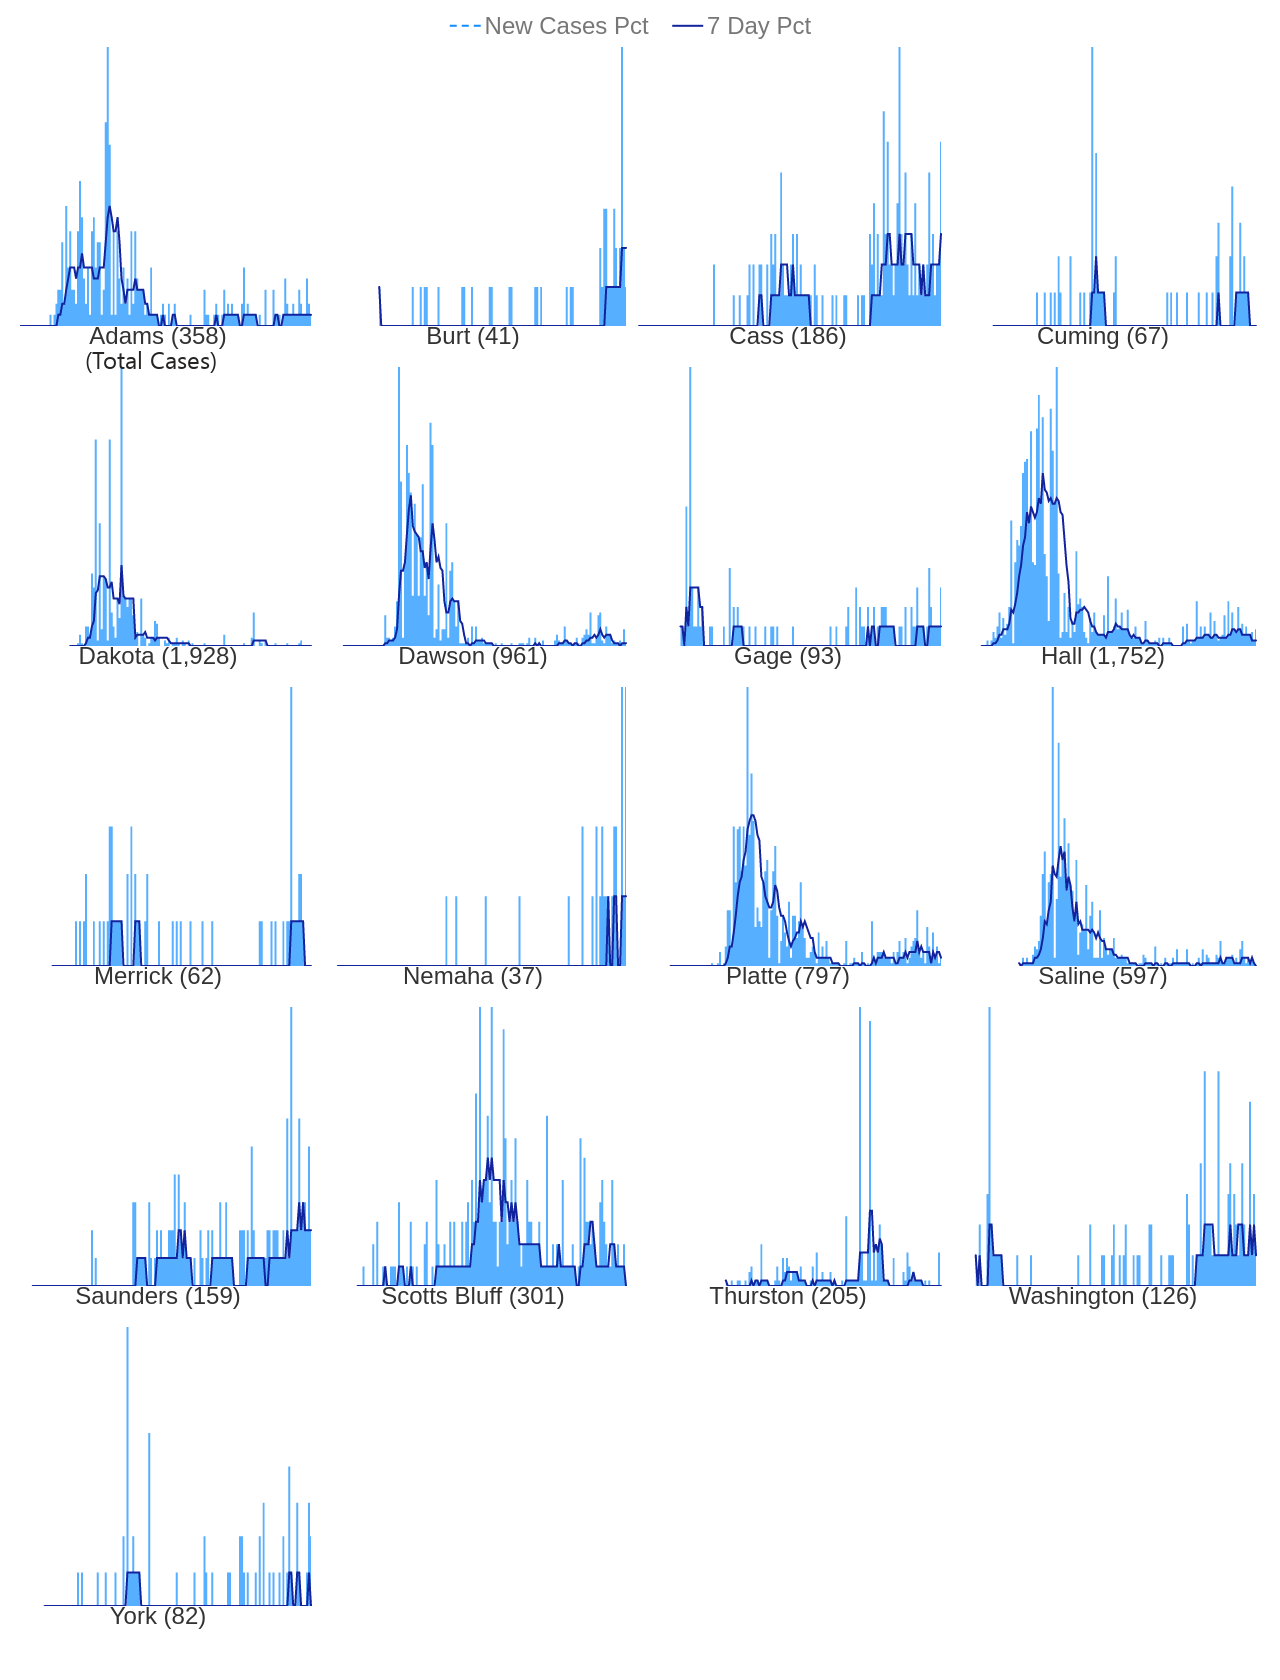 New Cases Pct 7 Day Pct
Adams (358) Burt (41) Cass (186) Cuming (67)
(Total Cases)
Dakota (1,928) Dawson (961) Gage (93) Hall (1,752)
Merrick (62) Nemaha (37) Platte (797) Saline (597)
Saunders (159) Scotts Bluff (301) Thurston (205) Washington (126)
York (82)